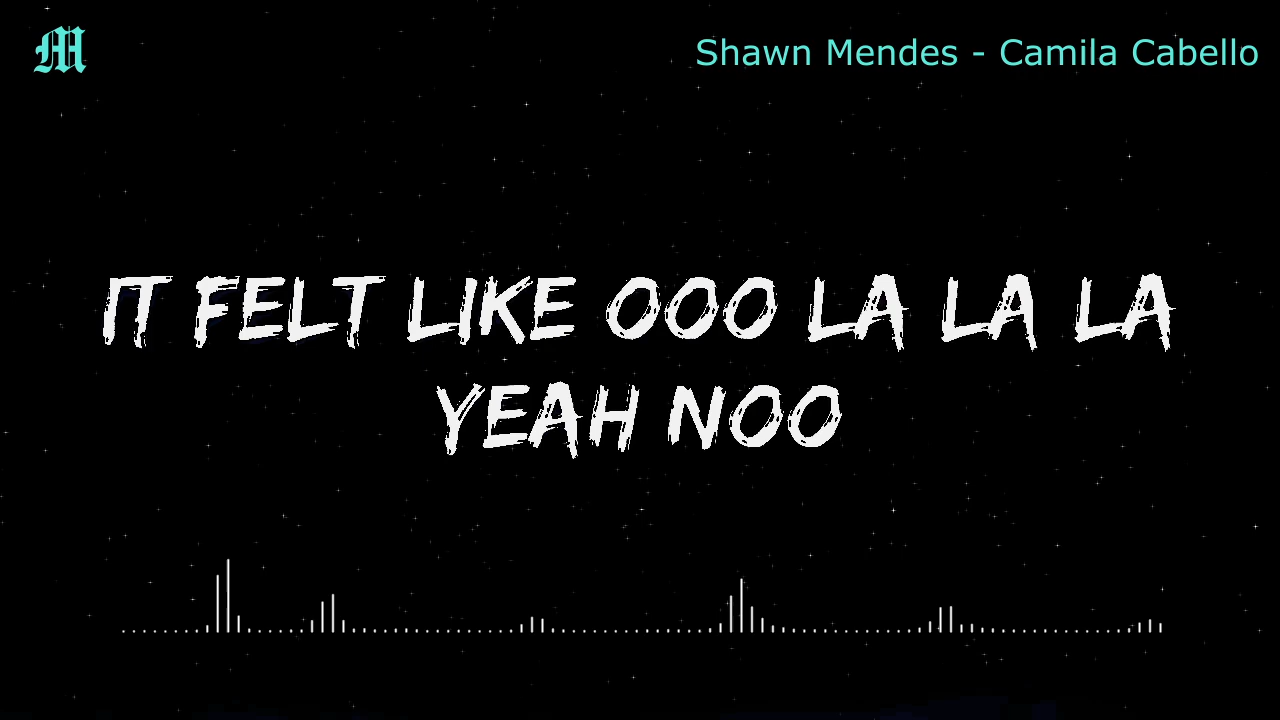 M
Shawn Mendes - Camila Cabello
IT FELT LIKE OOO LA LA LA
YEAH NOO